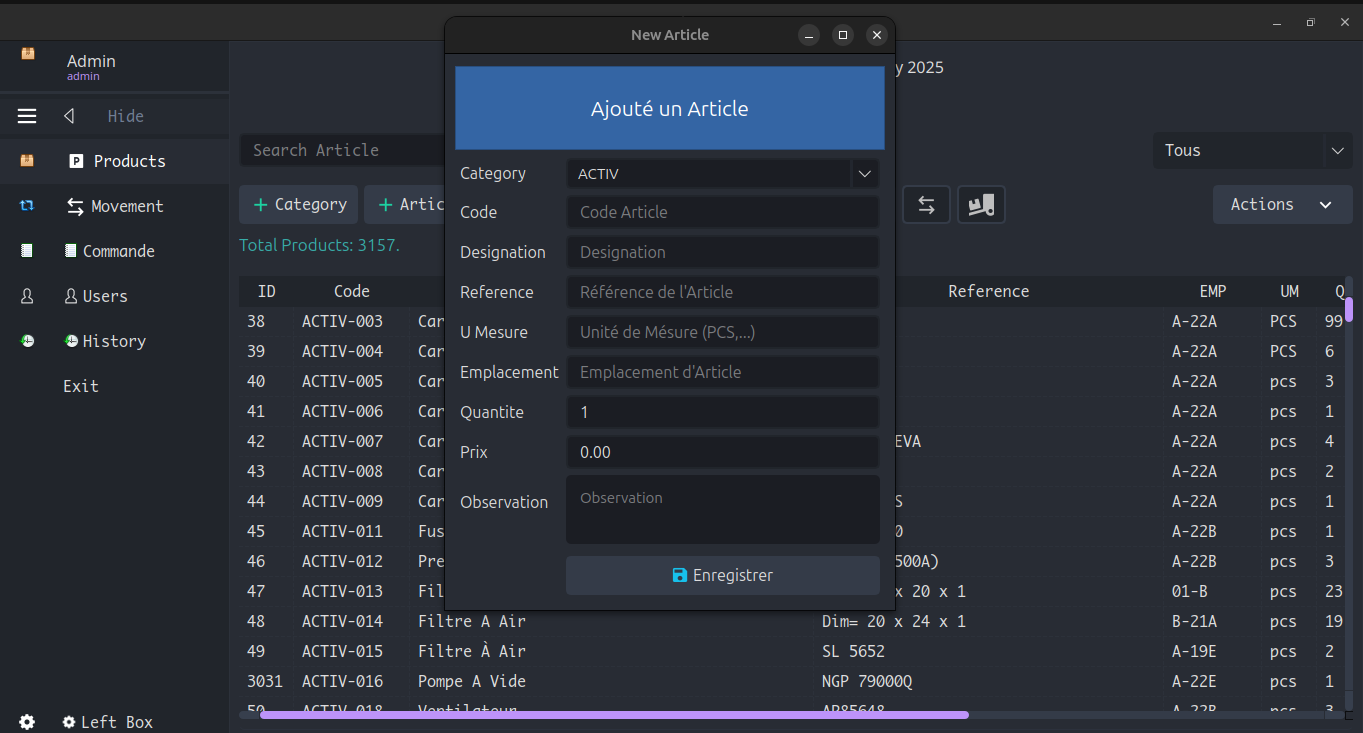 New Article
Admin
admin
y 2025
Hide
Ajouté un Article
Search Article
Tous
Products
Category ACTIV
Movement
Category
Artic
Code Code Article
Actions
Total Products: 3157.
Commande
Designation Designation
Users
Reference Référence de l'Article
History
U Mesure Unité de Mésure (PCS,...)
Exit
Emplacement Emplacement d'Article
Quantite 1
Prix 0.00
Observation Observation
Enregistrer
ID Code Reference EMP UM Q
38 ACTIV-003 Car A-22A PCS 99
39 ACTIV-004 Car A-22A PCS 6
40 ACTIV-005 Car A-22A pcs 3
41 ACTIV-006 Car A-22A pcs 1
42 ACTIV-007 Car EVA A-22A pcs 4
43 ACTIV-008 Car A-22A pcs 2
44 ACTIV-009 Car S A-22A pcs 1
45 ACTIV-011 Fus 0 A-22B pcs 1
46 ACTIV-012 Pre 500A) A-22B pcs 3
47 ACTIV-013 Fil x 20 x 1 01-B pcs 23
48 ACTIV-014 Filtre A Air Dim= 20 x 24 x 1 B-21A pcs 19
49 ACTIV-015 Filtre À Air SL 5652 A-19E pcs 2
3031 ACTIV-016 Pompe A Vide NGP 79000Q A-22E pcs 1
50 ACTIV-018 Ventilateur AP85648 A-22B pcs 3
Left Box